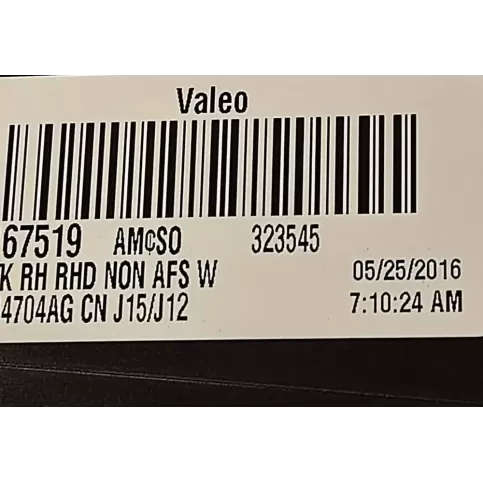 Valeo
67519 AM¢SO 323545
K RH RHD NON AFS W 05/25/2016
4704AG CN J15/J12 7:10:24 AM